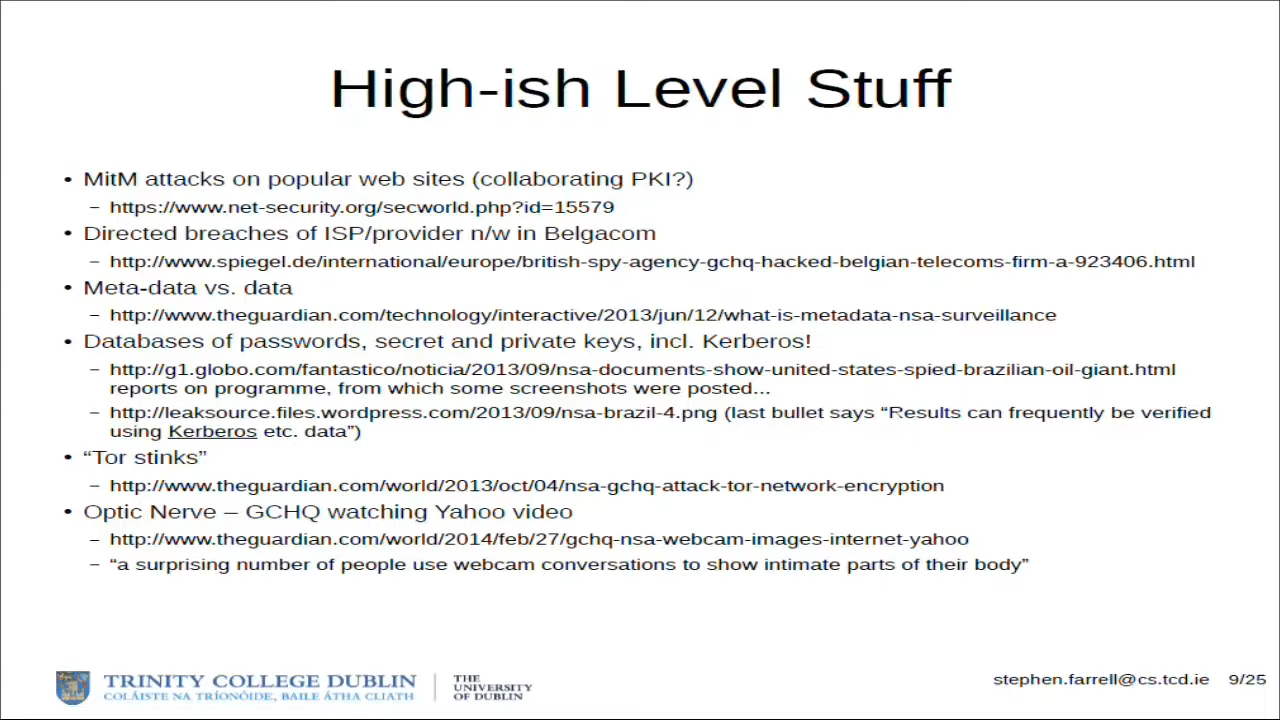 High-ish Level Stuff
• MitM attacks on popular web sites (collaborating PKI?)
– https://www.net-security.org/secworld.php?id=15579
• Directed breaches of ISP/provider n/w in Belgacom
– http://www.spiegel.de/international/europe/british-spy-agency-gchq-hacked-belgian-telecoms-firm-a-923406.html
• Meta-data vs. data
– http://www.theguardian.com/technology/interactive/2013/jun/12/what-is-metadata-nsa-surveillance
• Databases of passwords, secret and private keys, incl. Kerberos!
– http://g1.globo.com/fantastico/noticia/2013/09/nsa-documents-show-united-states-spied-brazilian-oil-giant.html
reports on programme, from which some screenshots were posted...
– http://leaksource.files.wordpress.com/2013/09/nsa-brazil-4.png (last bullet says “Results can frequently be verified
using Kerberos etc. data”)
• “Tor stinks”
– http://www.theguardian.com/world/2013/oct/04/nsa-gchq-attack-tor-network-encryption
• Optic Nerve – GCHQ watching Yahoo video
– http://www.theguardian.com/world/2014/feb/27/gchq-nsa-webcam-images-internet-yahoo
– “a surprising number of people use webcam conversations to show intimate parts of their body”
TRINITY COLLEGE DUBLIN
COLÁISTE NA TRÍONÓIDE, BAILE ÁTHA CLIATH
THE
UNIVERSITY
OF DUBLIN
stephen.farrell@cs.tcd.ie 9/25